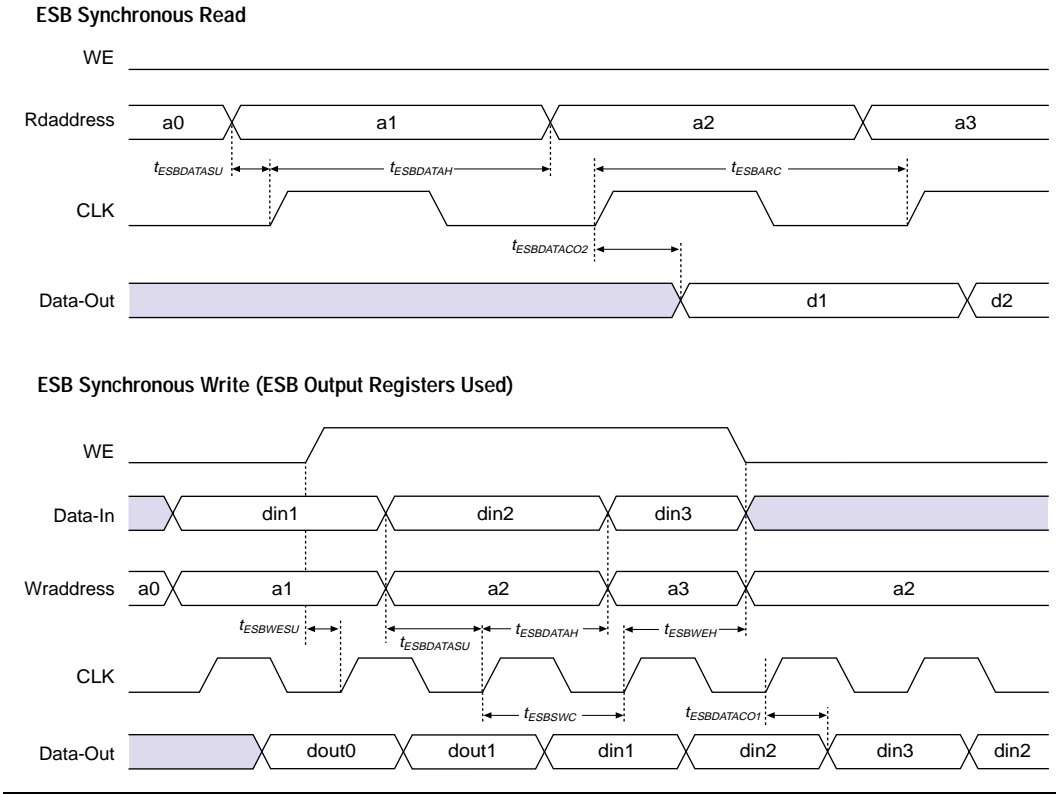 ESB Synchronous Read
WE
Rdaddress a0 a1 a2 a3
tESBDATASU tESBDATAH tESBARC
CLK
tESBDATACO2
Data-Out d1 d2
ESB Synchronous Write (ESB Output Registers Used)
WE
Data-In din1 din2 din3
Wraddress a0 a1 a2 a3 a2
tESBWESU tESBDATASU tESBDATAH tESBWEH
CLK
tESBSWC tESBDATACO1
Data-Out dout0 dout1 din1 din2 din3 din2